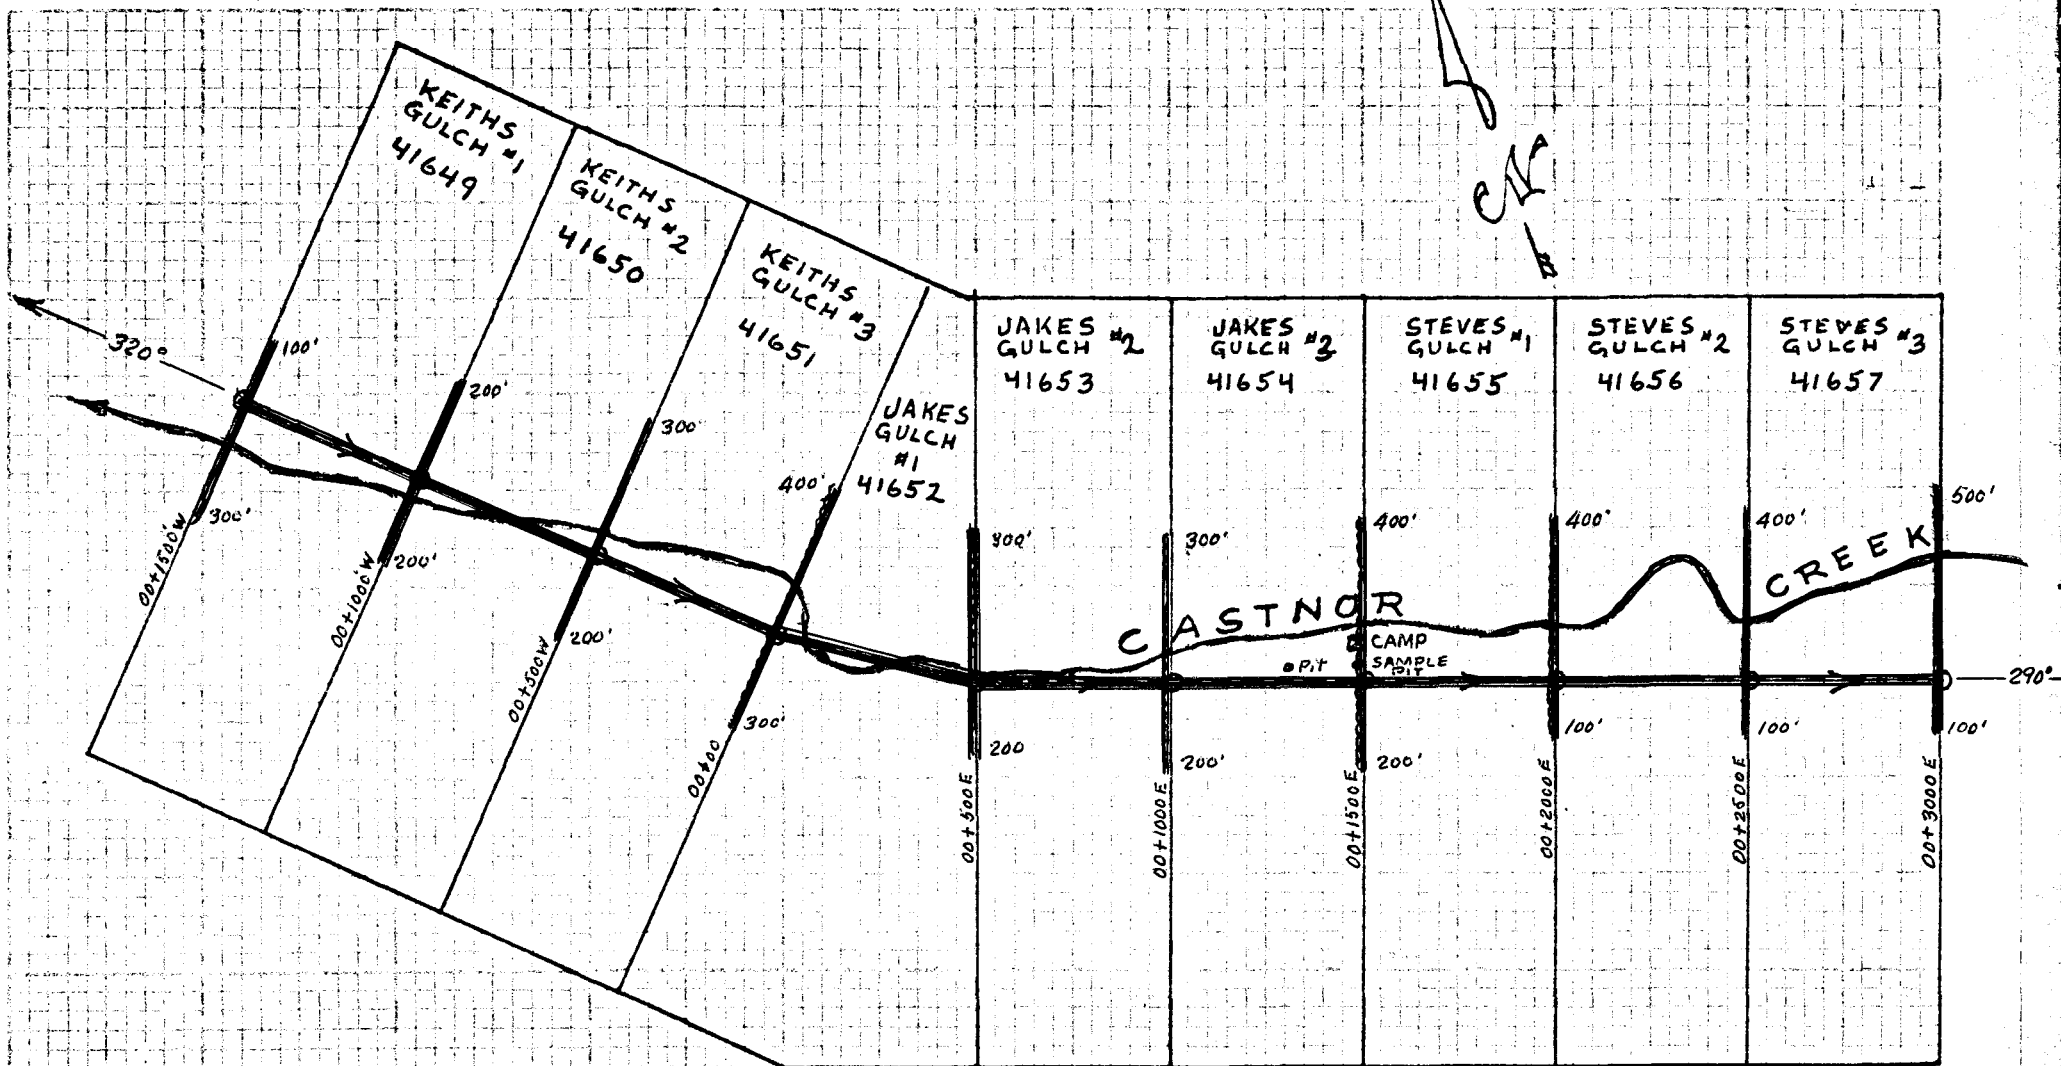 KEITHS
GULCH #1
41649
KEITHS
GULCH #2
41650
KEITHS
GULCH #3
41651
JAKES
GULCH
#1
41652
JAKES
GULCH #2
41653
JAKES
GULCH #3
41654
STEVES
GULCH #1
41655
STEVES
GULCH #2
41656
STEVES
GULCH #3
41657
N
320°
100'
200'
300'
400'
300'
300'
400'
400'
400'
500'
CASTNOR CREEK
CAMP
• Pit
SAMPLE
PIT
290°
300'
200'
200'
300'
200
200'
200'
100'
100'
100'
00+1500'W
00+1000'W
00+500W
00+00
00+500E
00+1000E
00+1500E
00+2000E
00+2500E
00+3000E